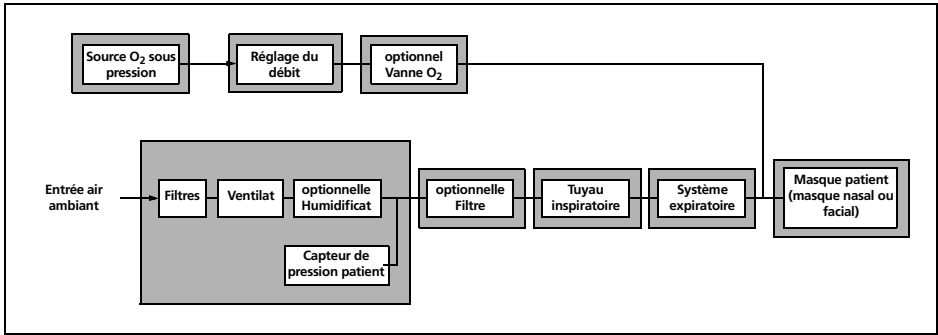 Source O₂ sous
pression
Réglage du
débit
optionnel
Vanne O₂
Entrée air
ambiant
Filtres
Ventilat
optionnelle
Humidificat
Capteur de
pression patient
optionnelle
Filtre
Tuyau
inspiratoire
Système
expiratoire
Masque patient
(masque nasal ou
facial)